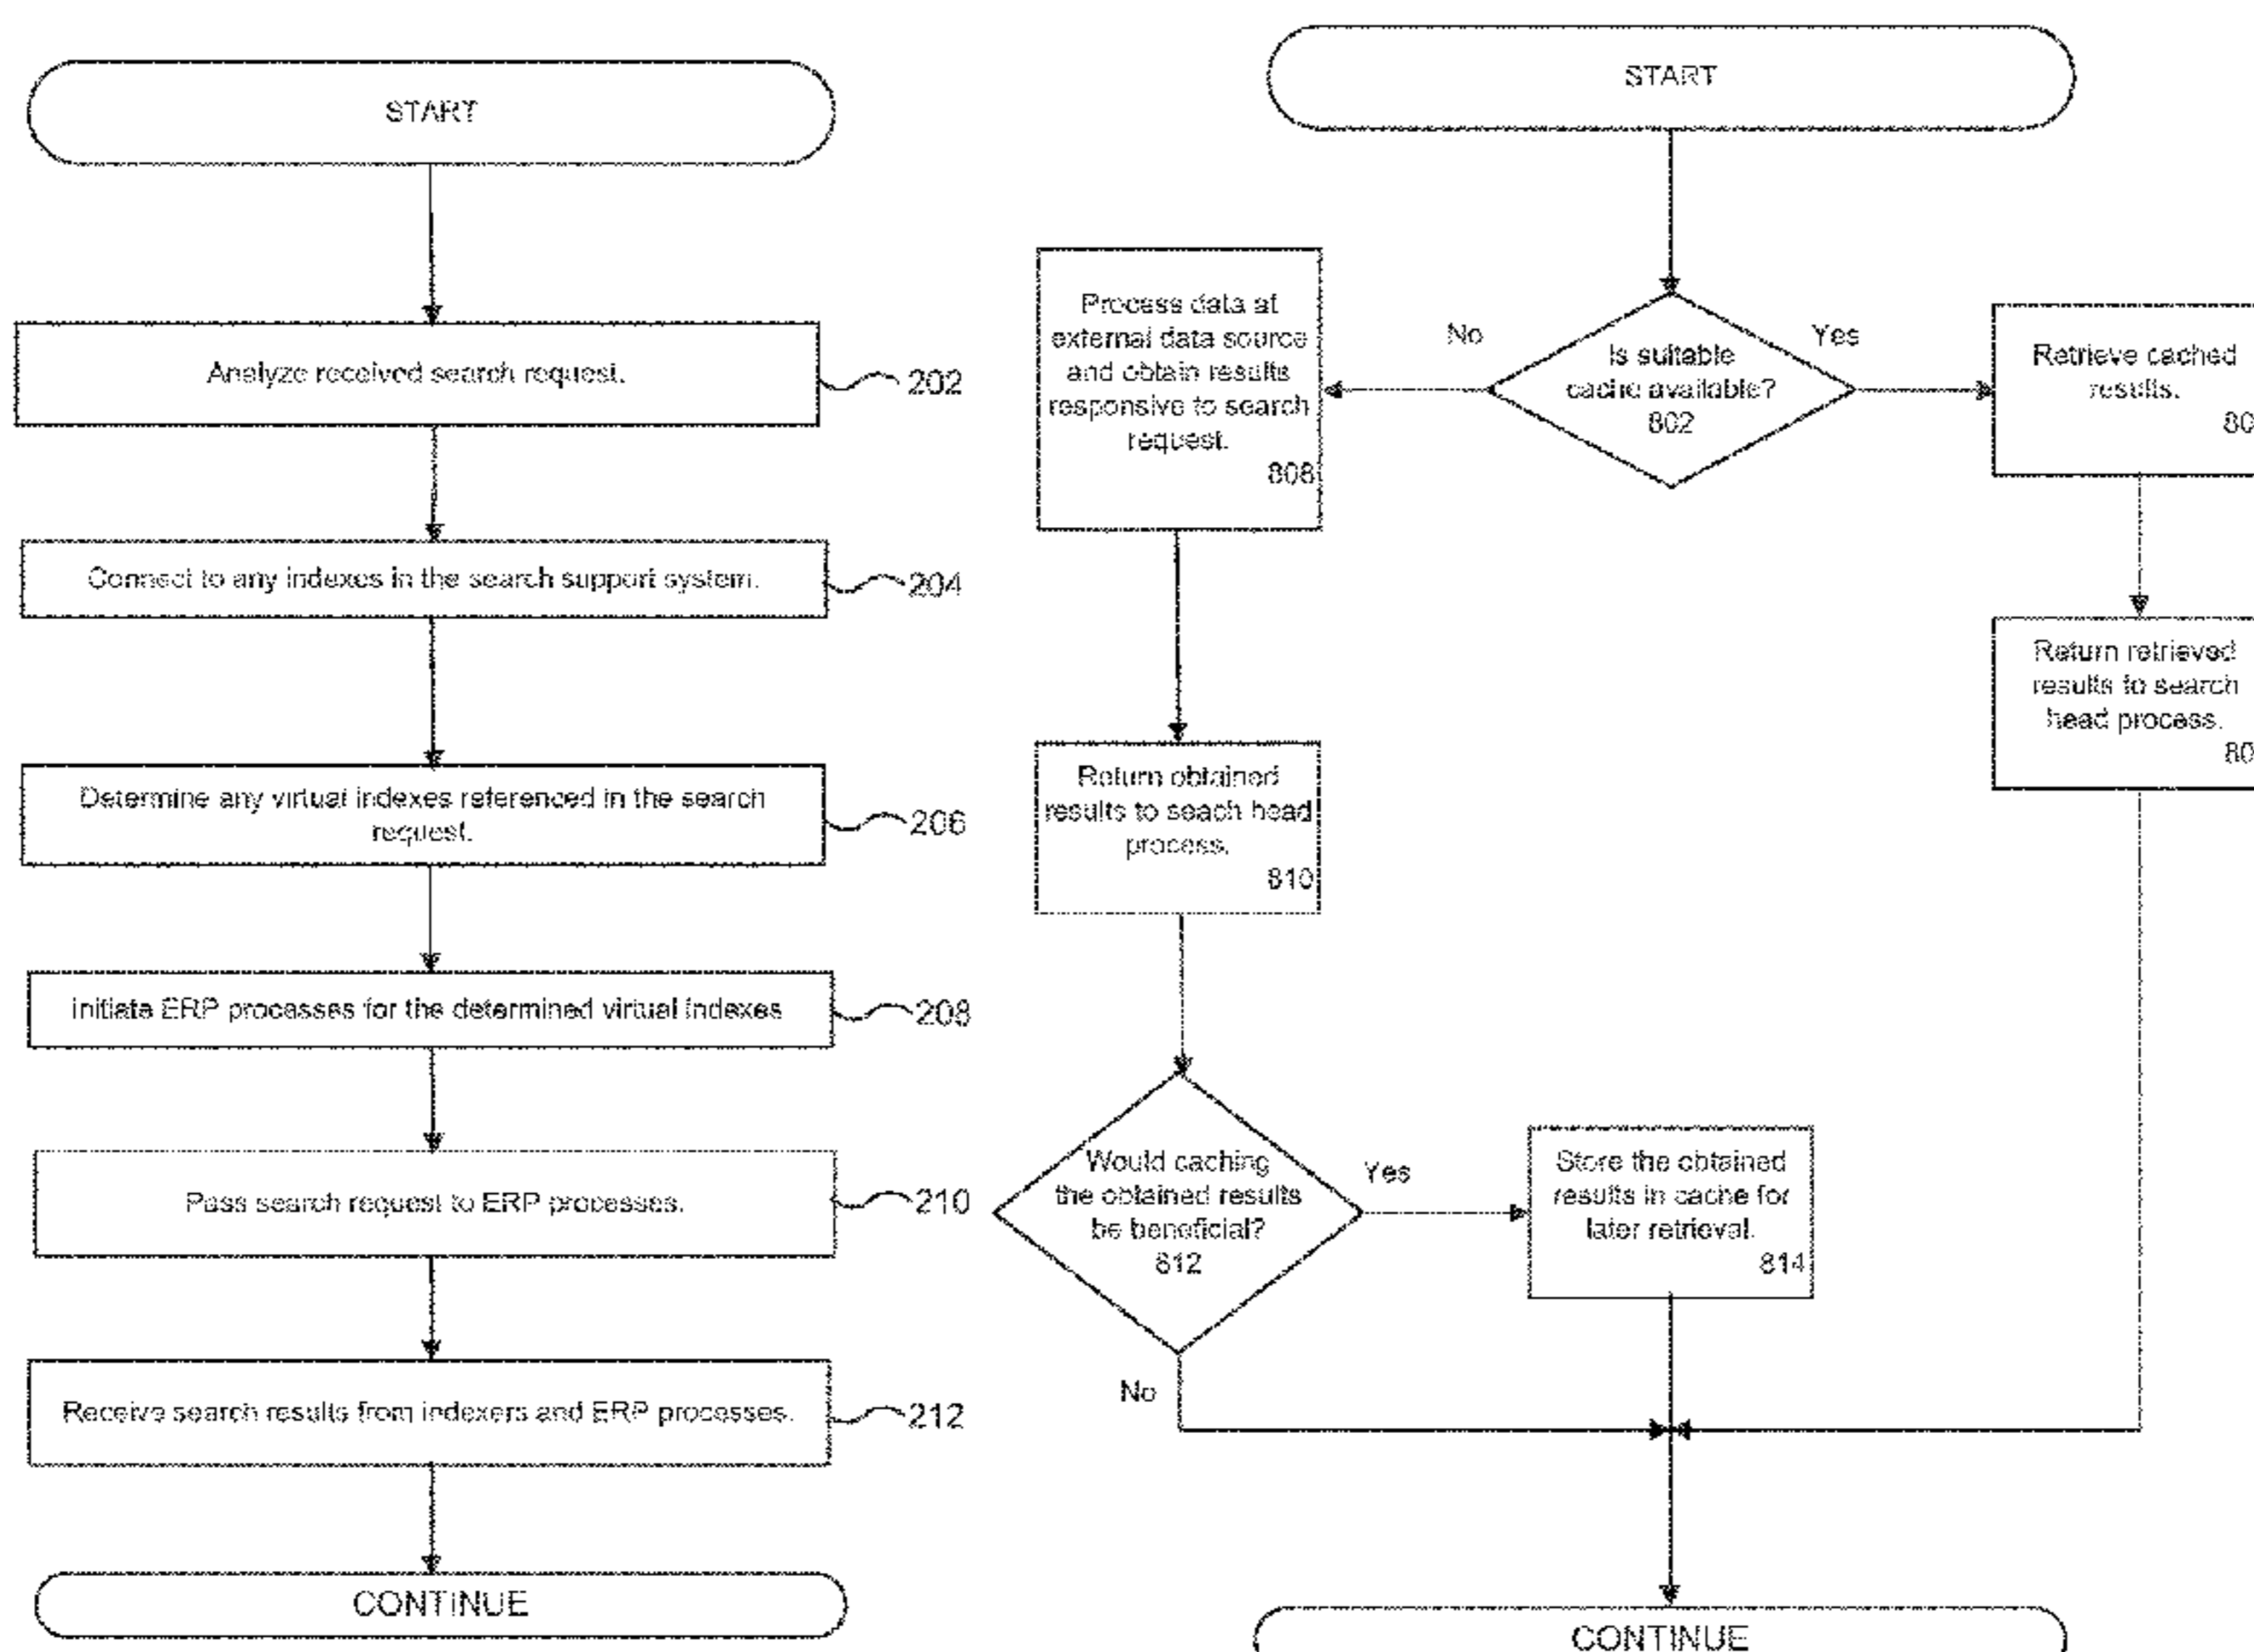 START
Analyze received search request.
202
Connect to any indexes in the search support system.
204
Determine any virtual indexes referenced in the search
request.
206
Initiate ERP processes for the determined virtual indexes
208
Pass search request to ERP processes.
210
Receive search results from indexers and ERP processes.
212
CONTINUE
START
Is suitable
cache available?
802
No
Yes
Process data at
external data source
and obtain results
responsive to search
request.
808
Retrieve cached
results.
80
Return retrieved
results to search
head process.
80
Return obtained
results to seach head
process.
810
Would caching
the obtained results
be beneficial?
812
Yes
No
Store the obtained
results in cache for
later retrieval.
814
CONTINUE